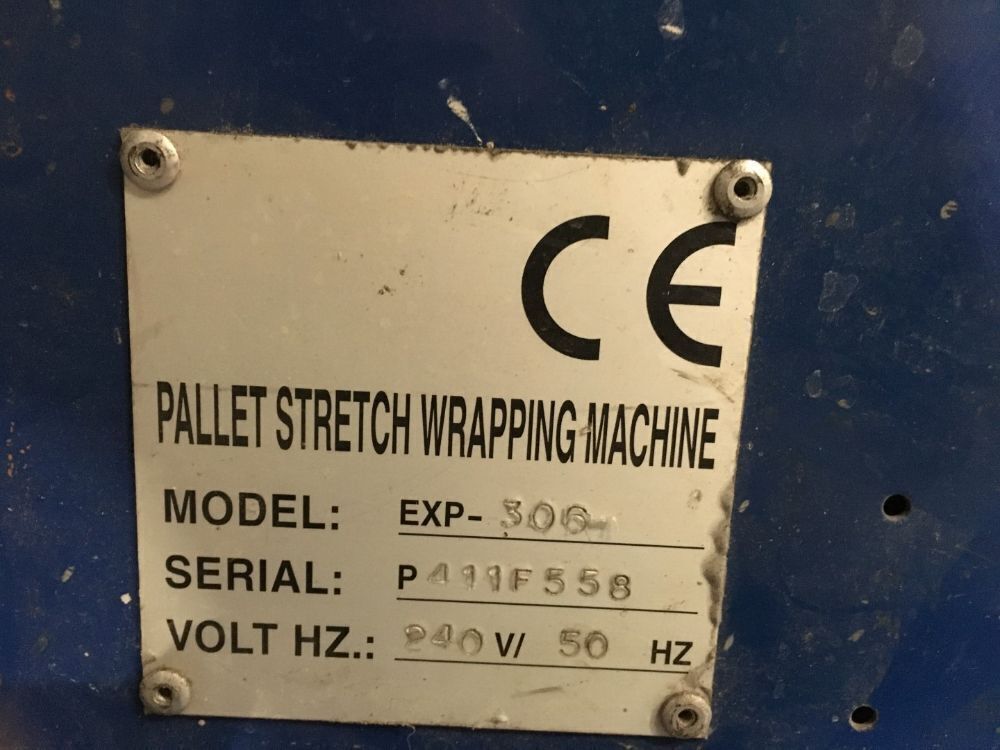 CE
PALLET STRETCH WRAPPING MACHINE
MODEL: EXP-306
SERIAL: P411F558
VOLT HZ.: 240 V/ 50 HZ